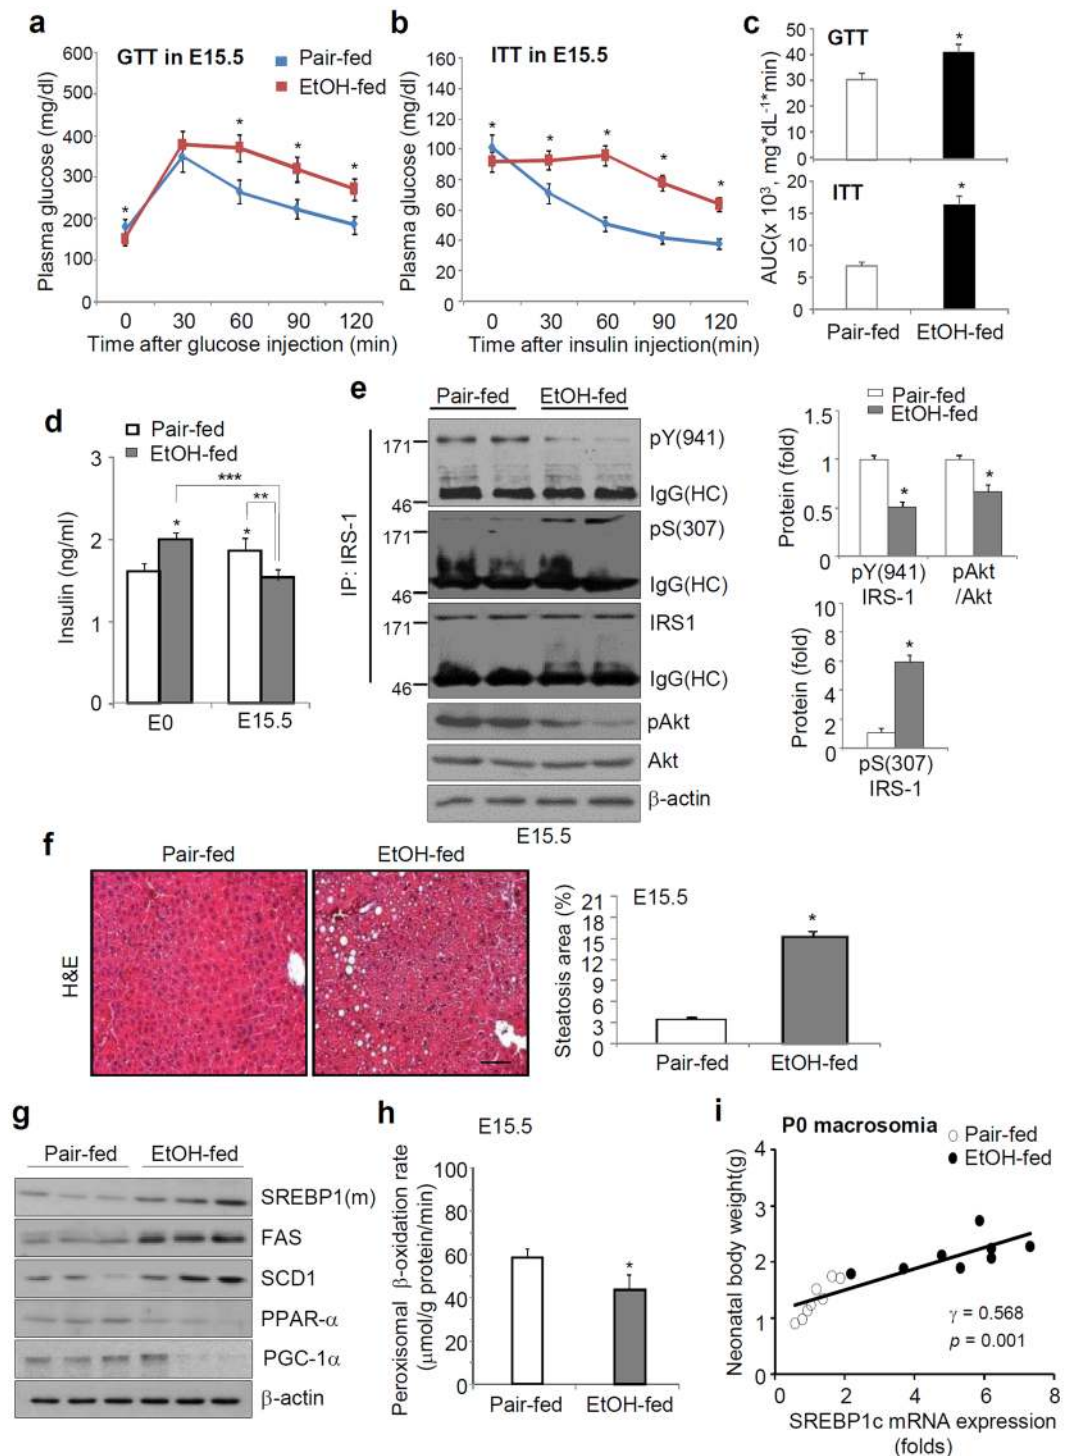 a
GTT in E15.5
Pair-fed
EtOH-fed
Plasma glucose (mg/dl)
600
500
400
300
200
100
0
* * * *
0 30 60 90 120
Time after glucose injection (min)
b
ITT in E15.5
Plasma glucose (mg/dl)
160
140
120
100
80
60
40
20
0
* * * * *
0 30 60 90 120
Time after insulin injection(min)
c
GTT
50
40
30
20
10
0
*
ITT
20
15
10
5
0
*
AUC(x 10³, mg*dL⁻¹*min)
Pair-fed EtOH-fed
d
Pair-fed
EtOH-fed
Insulin (ng/ml)
3
2
1
0
***
**
* *
E0 E15.5
e
Pair-fed EtOH-fed
IP: IRS-1
171
pY(941)
46
IgG(HC)
171
pS(307)
46
IgG(HC)
171
IRS1
46
IgG(HC)
pAkt
Akt
β-actin
E15.5
Pair-fed
EtOH-fed
Protein (fold)
1.5
1
0.5
0
* *
pY(941) pAkt
IRS-1 /Akt
Protein (fold)
10
8
6
4
2
0
*
pS(307)
IRS-1
f
Pair-fed EtOH-fed
H&E
E15.5
Steatosis area (%)
21
18
15
12
9
6
3
0
*
Pair-fed EtOH-fed
g
Pair-fed EtOH-fed
SREBP1(m)
FAS
SCD1
PPAR-α
PGC-1α
β-actin
h
E15.5
Peroxisomal β-oxidation rate
(μmol/g protein/min)
100
80
60
40
20
0
*
Pair-fed EtOH-fed
i
P0 macrosomia
Pair-fed
EtOH-fed
Neonatal body weight(g)
4
3
2
1
0
γ = 0.568
p = 0.001
0 2 4 6 8
SREBP1c mRNA expression
(folds)